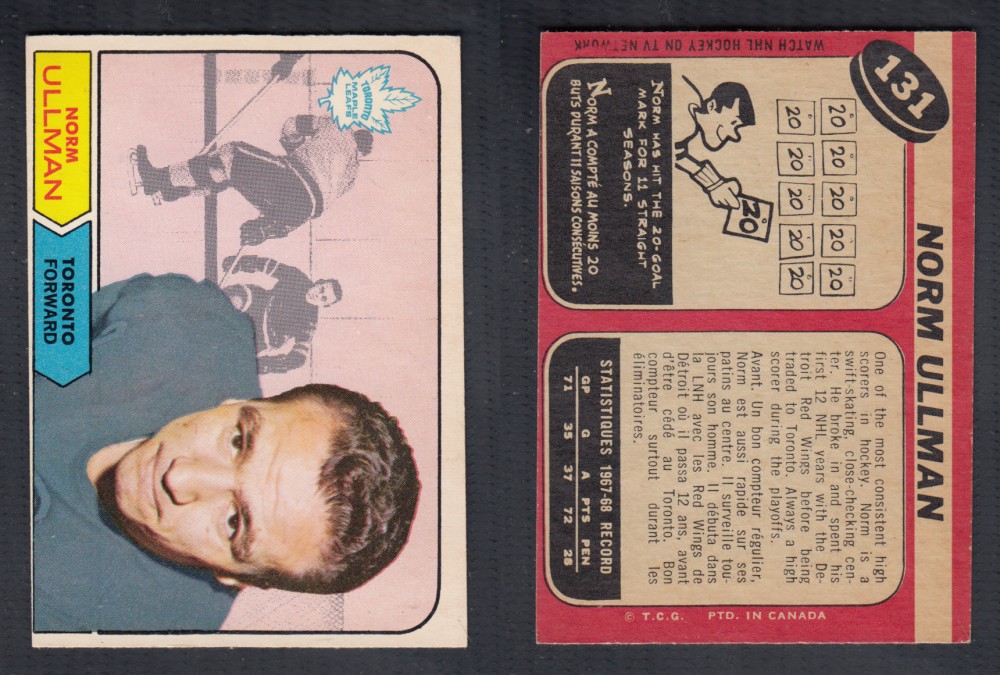 TORONTO
MAPLE
LEAFS
NORM
ULLMAN
TORONTO
FORWARD
131
NORM ULLMAN
WATCH NHL HOCKEY ON TV NETWORK
20 20 20 20 20
20 20 20 20 20
20
NORM HAS HIT THE 20-GOAL
MARK FOR 11 STRAIGHT
SEASONS.
NORM A COMPTÉ AU MOINS 20
BUTS DURANT 11 SAISONS CONSÉCUTIVES.
One of the most consistent high
scorers in hockey. Norm is a
swift-skating, close-checking cen-
ter. He broke in and spent his
first 12 NHL years with the De-
troit Red Wings before being
traded to Toronto. Always a high
scorer during the playoffs.
Avant. Un bon compteur régulier,
Norm est aussi rapide sur ses
patins au centre. Il surveille tou-
jours son homme. Il débuta dans
la LNH avec les Red Wings de
Détroit où il passa 12 ans, avant
d'être cédé au Toronto. Bon
compteur surtout durant les
éliminatoires.
STATISTIQUES 1967-68 RECORD
GP G A PTS PEN
71 35 37 72 28
© T.C.G. PTD. IN CANADA